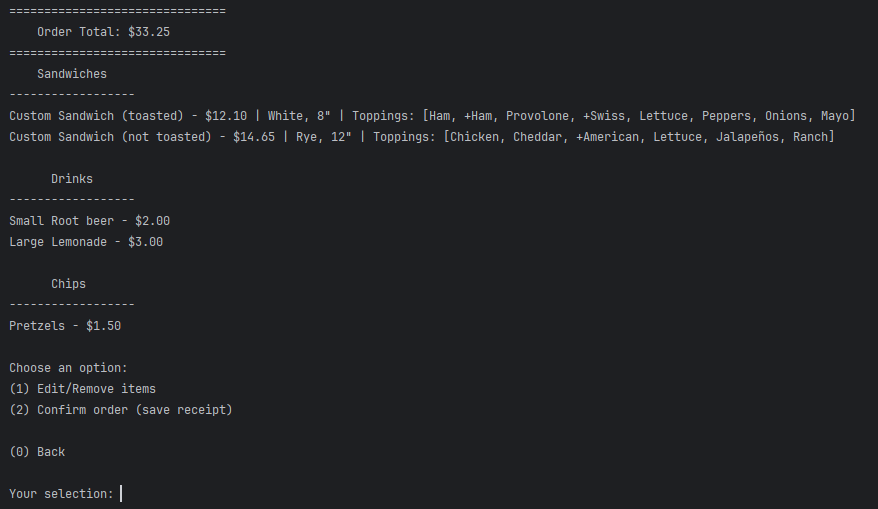 ===============================
Order Total: $33.25
===============================
Sandwiches
------------------
Custom Sandwich (toasted) - $12.10 | White, 8" | Toppings: [Ham, +Ham, Provolone, +Swiss, Lettuce, Peppers, Onions, Mayo]
Custom Sandwich (not toasted) - $14.65 | Rye, 12" | Toppings: [Chicken, Cheddar, +American, Lettuce, Jalapeños, Ranch]
Drinks
------------------
Small Root beer - $2.00
Large Lemonade - $3.00
Chips
------------------
Pretzels - $1.50
Choose an option:
(1) Edit/Remove items
(2) Confirm order (save receipt)
(0) Back
Your selection: